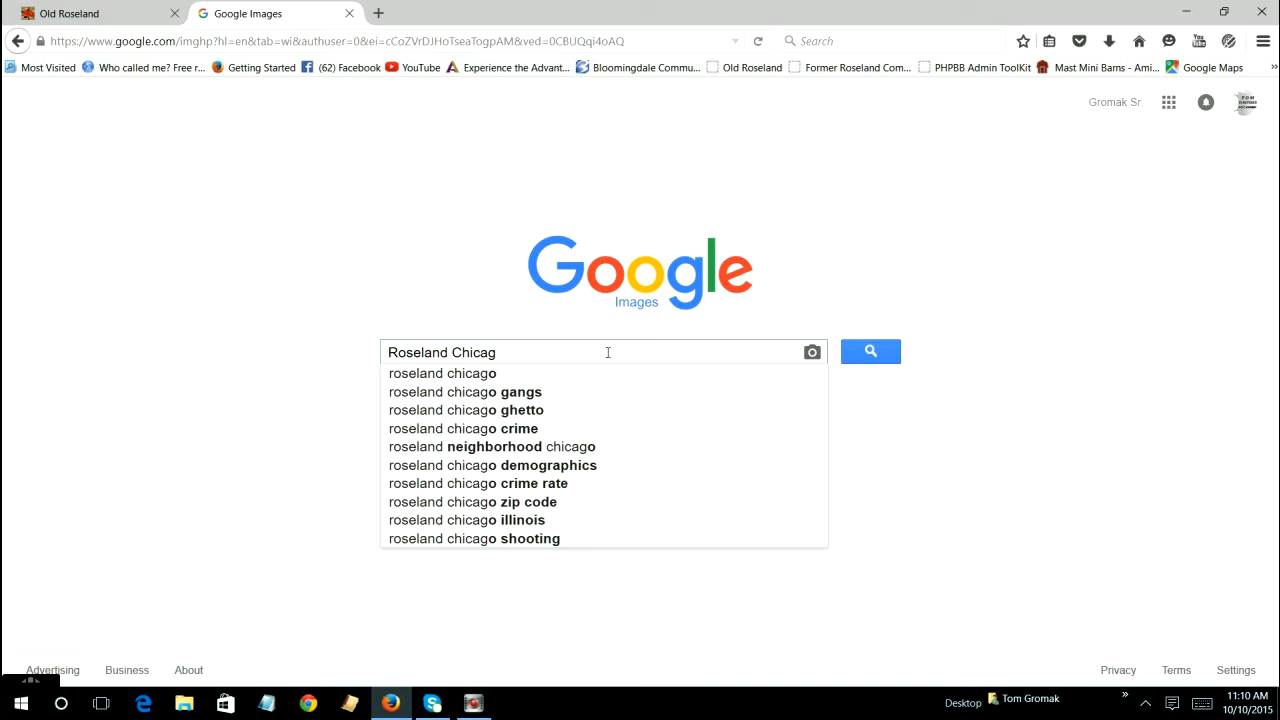 Old Roseland
Google Images
https://www.google.com/imghp?hl=en&tab=wi&authuser=0&ei=cCoZVrDJHoTseaTogpAM&ved=0CBUQqi4oAQ
Search
Most Visited
Who called me? Free r...
Getting Started
(62) Facebook
YouTube
Experience the Advant...
Bloomingdale Commu...
Old Roseland
Former Roseland Com...
PHPBB Admin ToolKit
Mast Mini Barns - Ami...
Google Maps
Gromak Sr.
Google
Images
Roseland Chicag
roseland chicago
roseland chicago gangs
roseland chicago ghetto
roseland chicago crime
roseland neighborhood chicago
roseland chicago demographics
roseland chicago crime rate
roseland chicago zip code
roseland chicago illinois
roseland chicago shooting
Advertising
Business
About
Privacy
Terms
Settings
Desktop
Tom Gromak
11:10 AM
10/10/2015